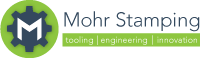 M
Mohr Stamping
tooling | engineering | innovation